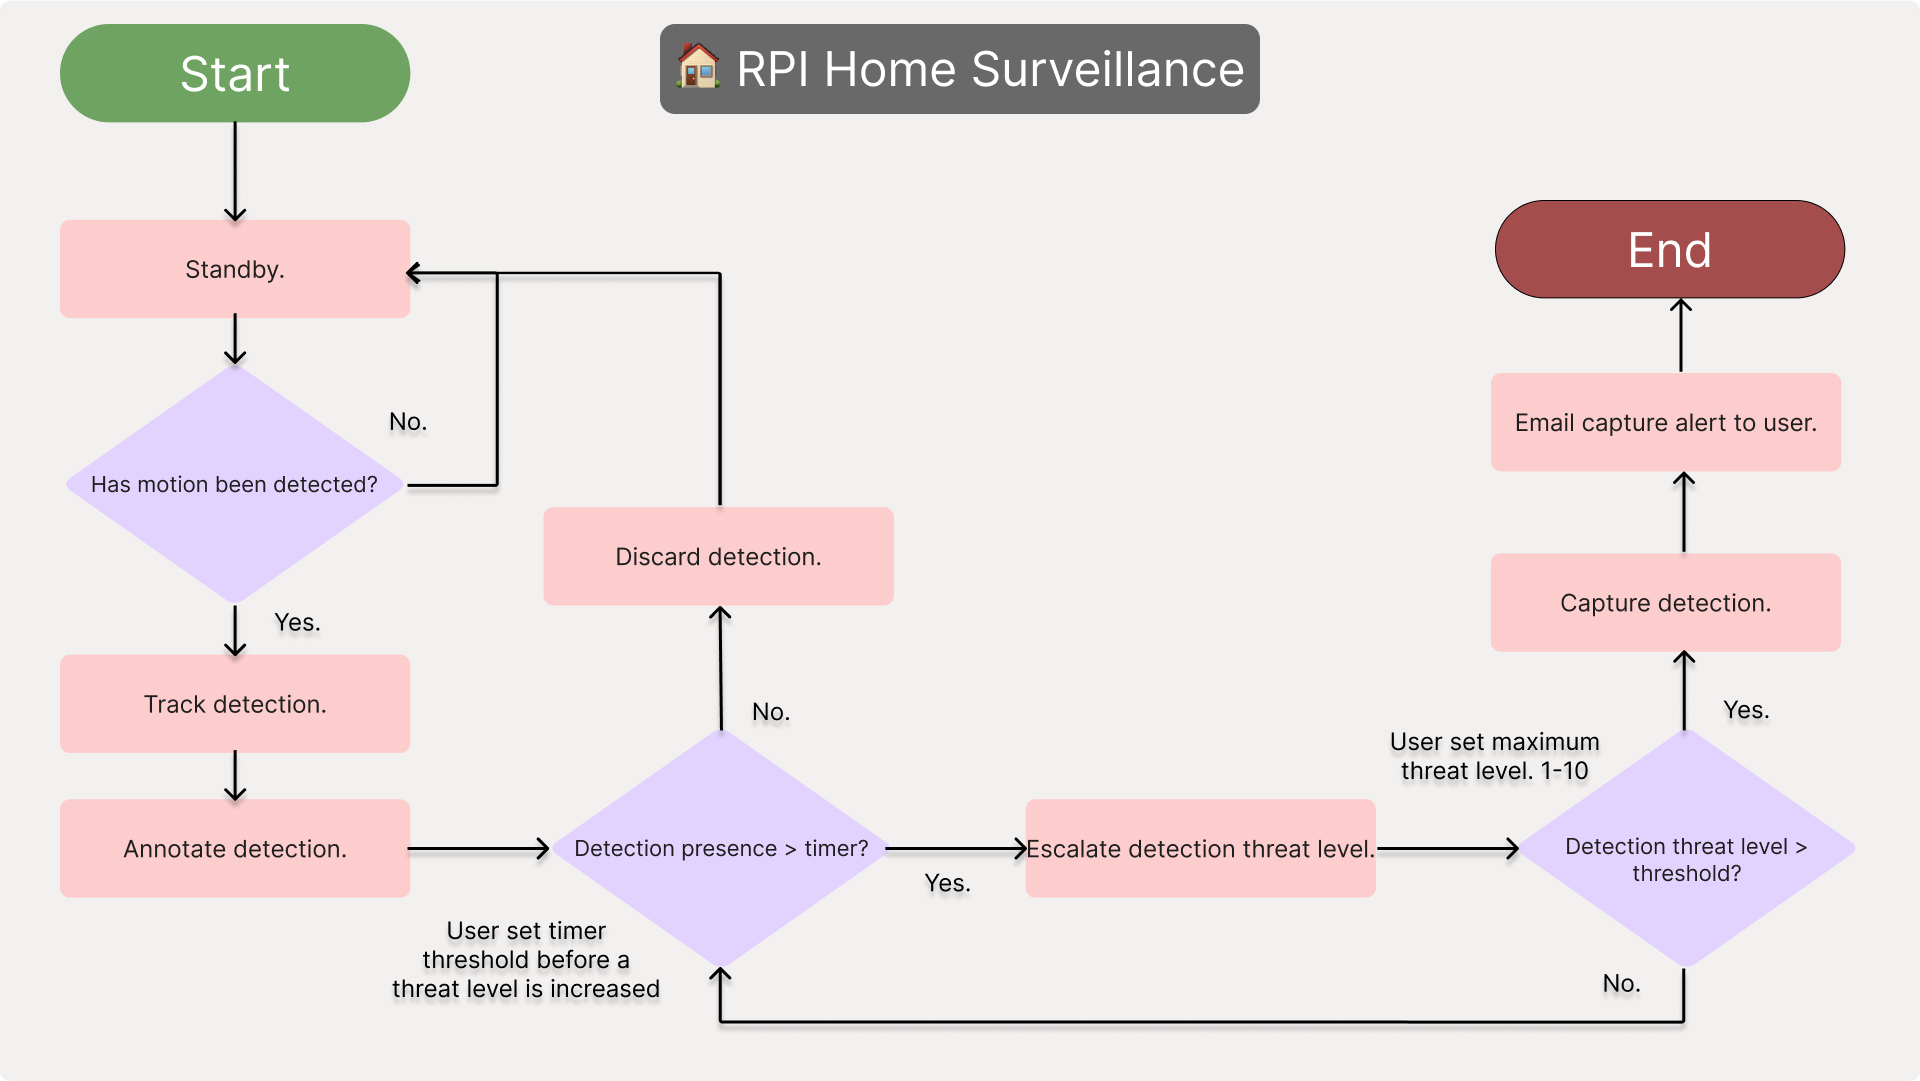 Start
🏠 RPI Home Surveillance
Standby.
End
No.
Email capture alert to user.
Has motion been detected?
Discard detection.
Capture detection.
Yes.
Track detection.
No.
Yes.
User set maximum
threat level. 1-10
Annotate detection.
Detection presence > timer?
Escalate detection threat level.
Detection threat level >
threshold?
Yes.
User set timer
threshold before a
threat level is increased
No.